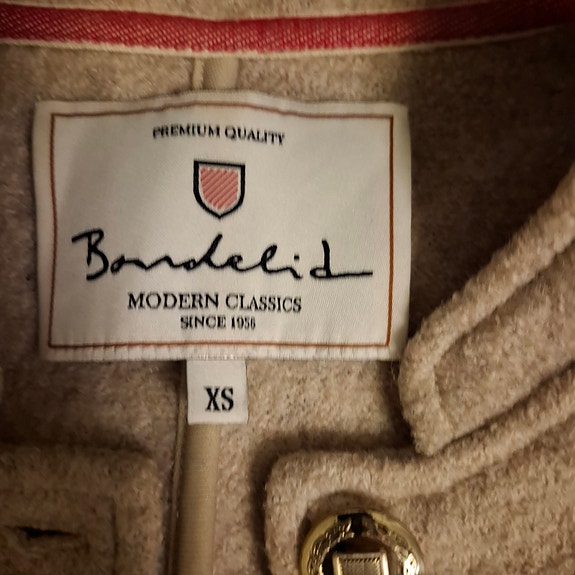 PREMIUM QUALITY
Bondelid
MODERN CLASSICS
SINCE 1956
XS